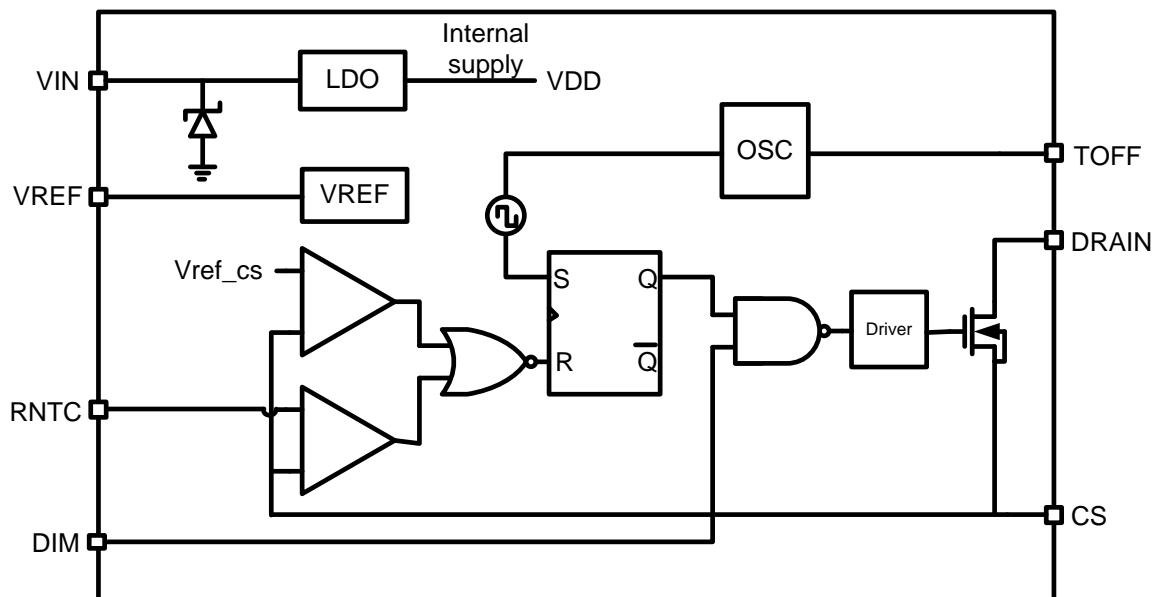 Internal
supply
VIN
LDO
VDD
OSC
TOFF
VREF
VREF
DRAIN
Vref_cs
S
Q
Driver
R
Q̅
RNTC
CS
DIM